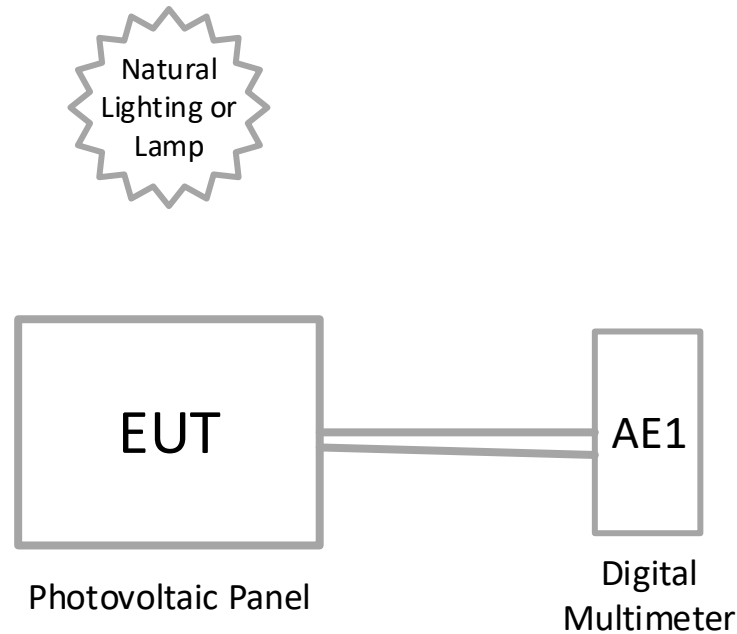 Natural
Lighting or
Lamp
EUT
AE1
Photovoltaic Panel
Digital
Multimeter